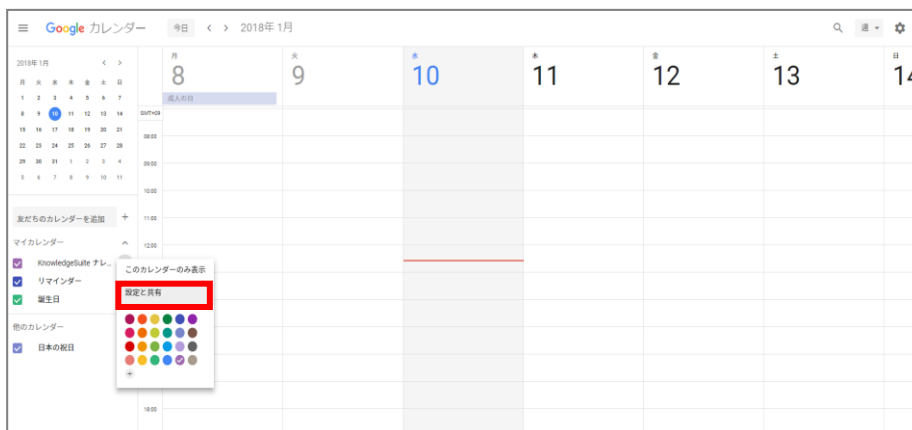 Google カレンダー 今日 < > 2018年1月 週
2018年1月 < >
月 火 水 木 金 土 日
1 2 3 4 5 6 7
8 9 10 11 12 13 14
15 16 17 18 19 20 21
22 23 24 25 26 27 28
29 30 31 1 2 3 4
5 6 7 8 9 10 11
友だちのカレンダーを追加 +
マイカレンダー
KnowledgeSuite ナレ...
リマインダー
誕生日
他のカレンダー
日本の祝日
月 火 水 木 金 土 日
8 9 10 11 12 13 14
成人の日
GMT+09
08:00
09:00
10:00
11:00
12:00
このカレンダーのみ表示
設定と共有
+
18:00